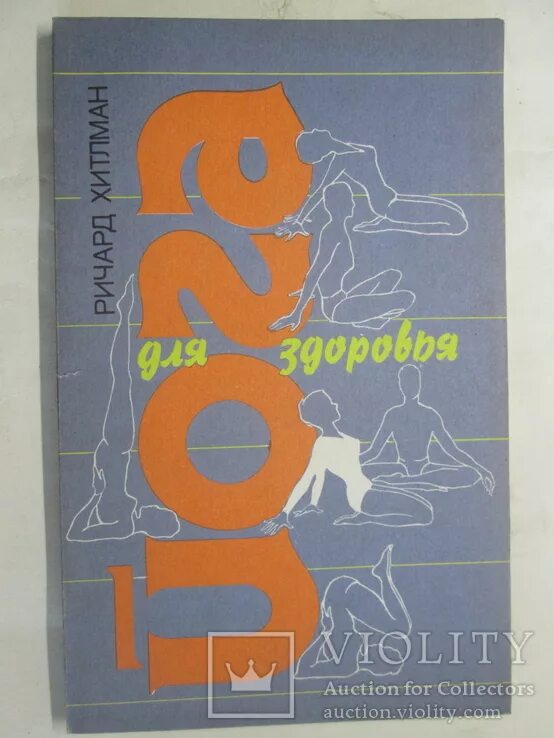 РИЧАРД ХИТЛМАН
йога
для здоровья
VIOLITY
Auction for Collectors
auction.violity.com